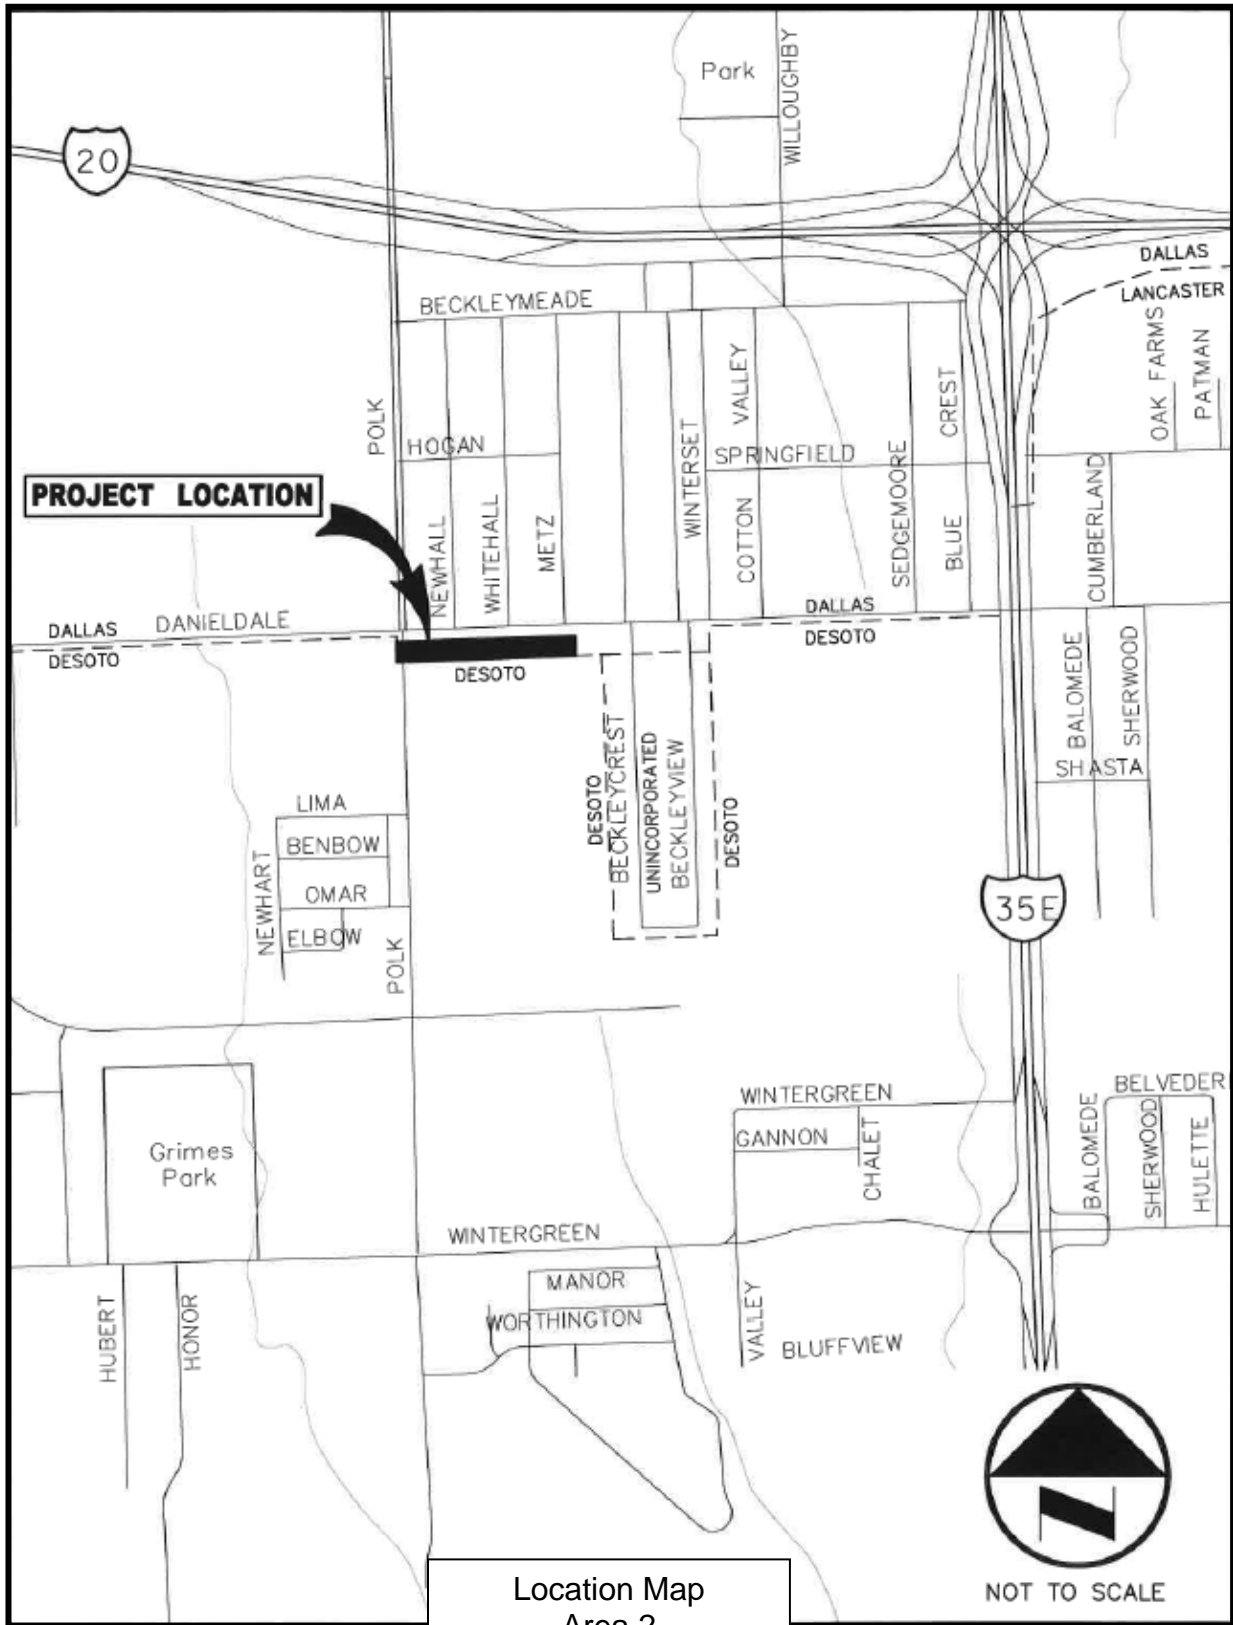 Park
WILLOUGHBY
20
DALLAS
LANCASTER
BECKLEYMEADE
OAK FARMS
PATMAN
POLK
HOGAN
VALLEY
CREST
WINTERSET
SPRINGFIELD
SEDGEMOORE
PROJECT LOCATION
NEWHALL
WHITEHALL
METZ
COTTON
BLUE
CUMBERLAND
DALLAS
DANIELDALE
DESOTO
DESOTO
DALLAS
DESOTO
BALOMEDE
SHERWOOD
SHASTA
DESOTO
BECKLEYCREST
UNINCORPORATED
BECKLEYVIEW
DESOTO
LIMA
BENBOW
OMAR
ELBOW
NEWHART
POLK
35E
WINTERGREEN
GANNON
CHALET
BALOMEDE
BELVEDER
SHERWOOD
HULETTE
Grimes
Park
WINTERGREEN
HUBERT
HONOR
MANOR
WORTHINGTON
VALLEY
BLUFFVIEW
N
NOT TO SCALE
Location Map
Area 2